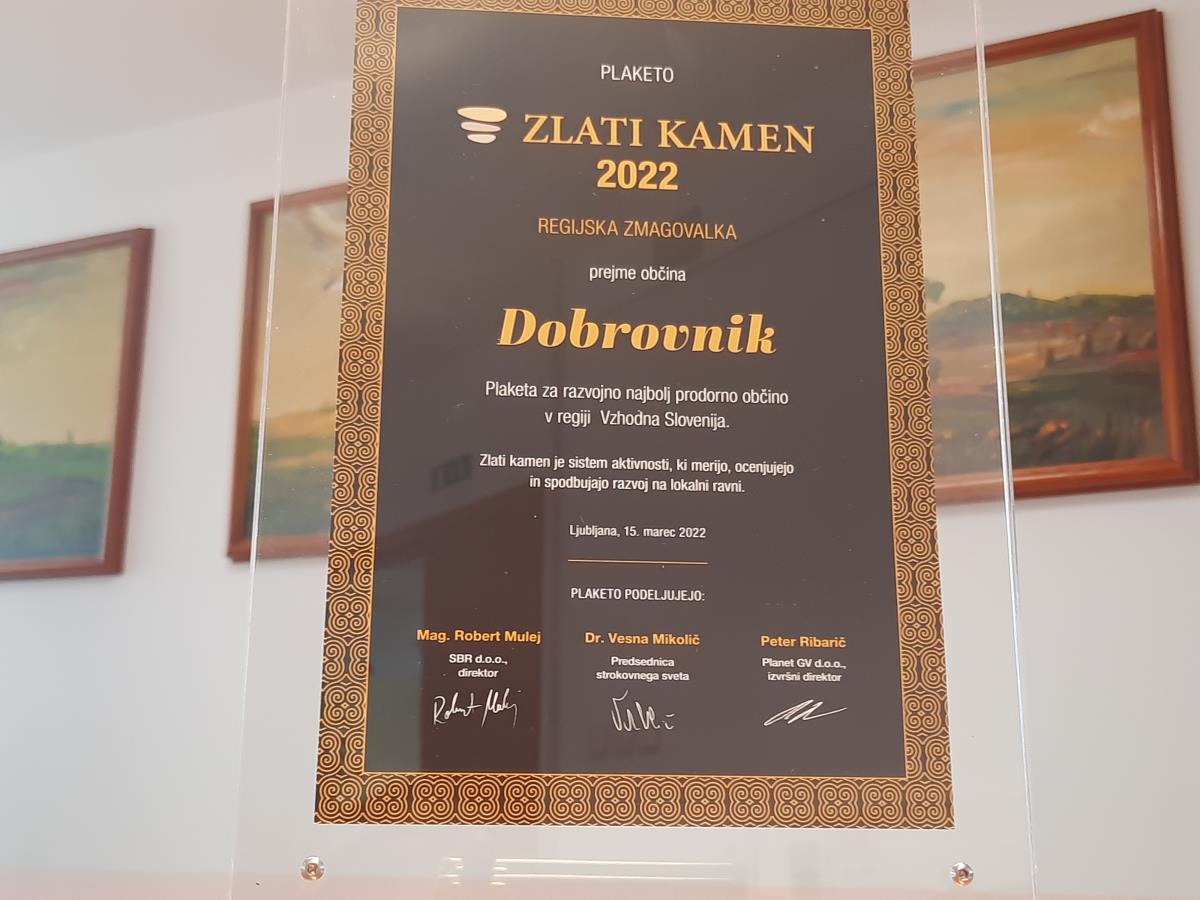 PLAKETO
ZLATI KAMEN
2022
REGIJSKA ZMAGOVALKA
prejme občina
Dobrovnik
Plaketa za razvojno najbolj prodorno občino
v regiji Vzhodna Slovenija.
Zlati kamen je sistem aktivnosti, ki merijo, ocenjujejo
in spodbujajo razvoj na lokalni ravni.
Ljubljana, 15. marec 2022
PLAKETO PODELJUJEJO:
Mag. Robert Mulej
SBR d.o.o.,
direktor
Robert Mulej
Dr. Vesna Mikolič
Predsednica
strokovnega sveta
Peter Ribarič
Planet GV d.o.o.,
izvršni direktor